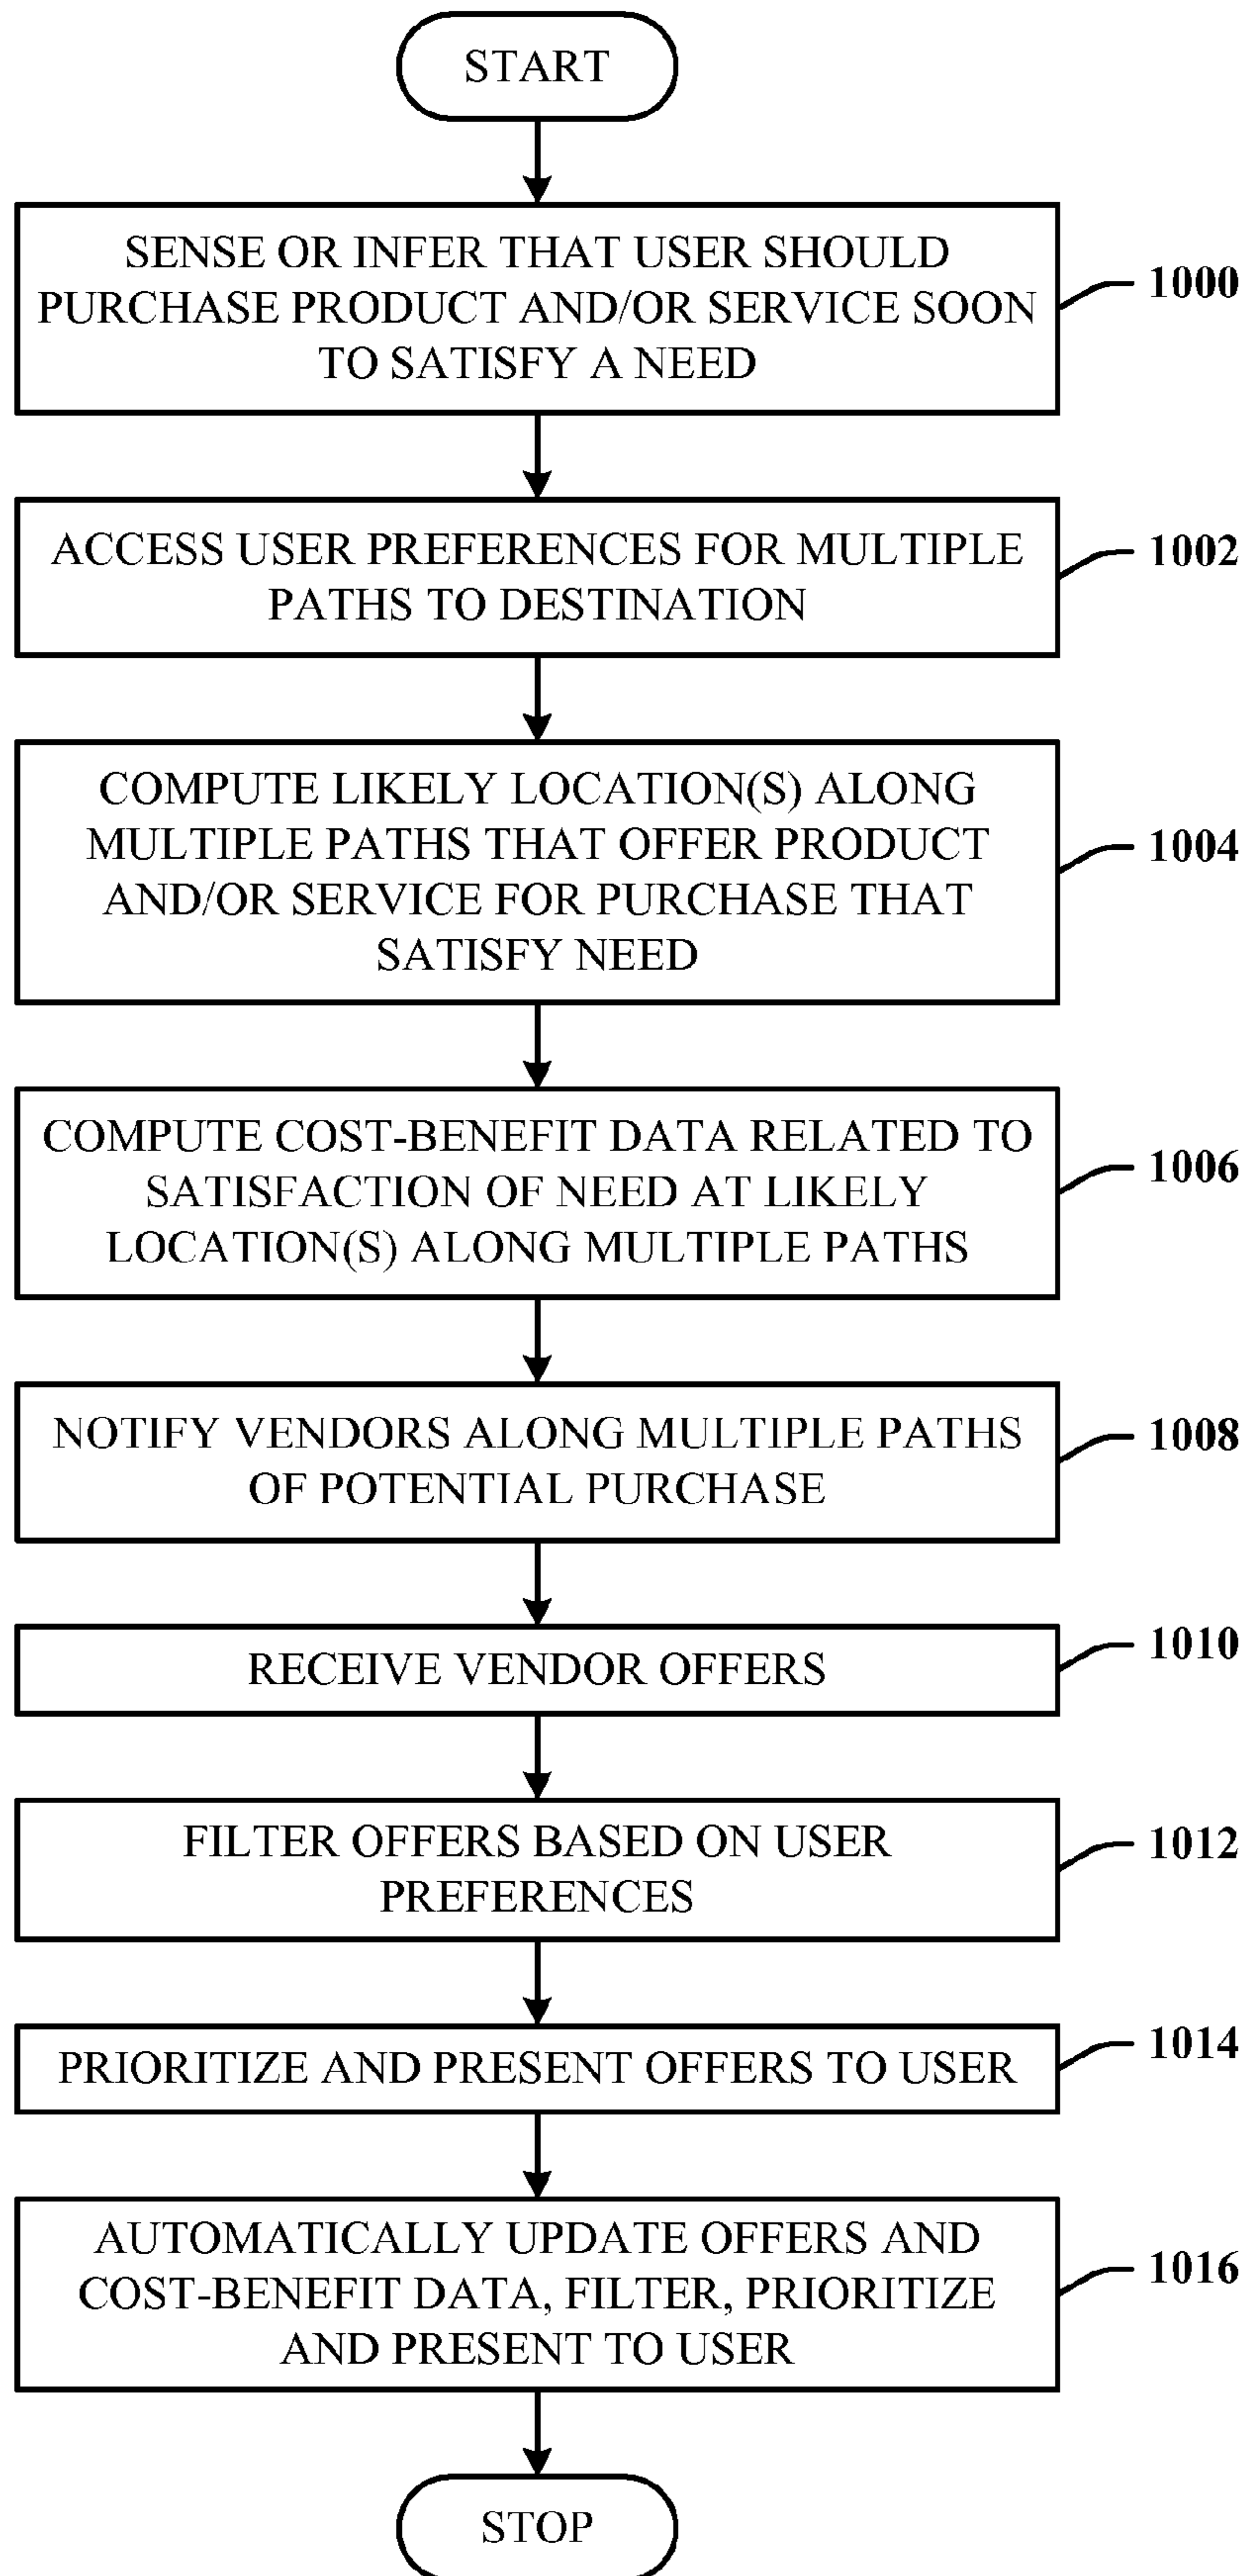 START
SENSE OR INFER THAT USER SHOULD
PURCHASE PRODUCT AND/OR SERVICE SOON
TO SATISFY A NEED
1000
ACCESS USER PREFERENCES FOR MULTIPLE
PATHS TO DESTINATION
1002
COMPUTE LIKELY LOCATION(S) ALONG
MULTIPLE PATHS THAT OFFER PRODUCT
AND/OR SERVICE FOR PURCHASE THAT
SATISFY NEED
1004
COMPUTE COST-BENEFIT DATA RELATED TO
SATISFACTION OF NEED AT LIKELY
LOCATION(S) ALONG MULTIPLE PATHS
1006
NOTIFY VENDORS ALONG MULTIPLE PATHS
OF POTENTIAL PURCHASE
1008
RECEIVE VENDOR OFFERS
1010
FILTER OFFERS BASED ON USER
PREFERENCES
1012
PRIORITIZE AND PRESENT OFFERS TO USER
1014
AUTOMATICALLY UPDATE OFFERS AND
COST-BENEFIT DATA, FILTER, PRIORITIZE
AND PRESENT TO USER
1016
STOP